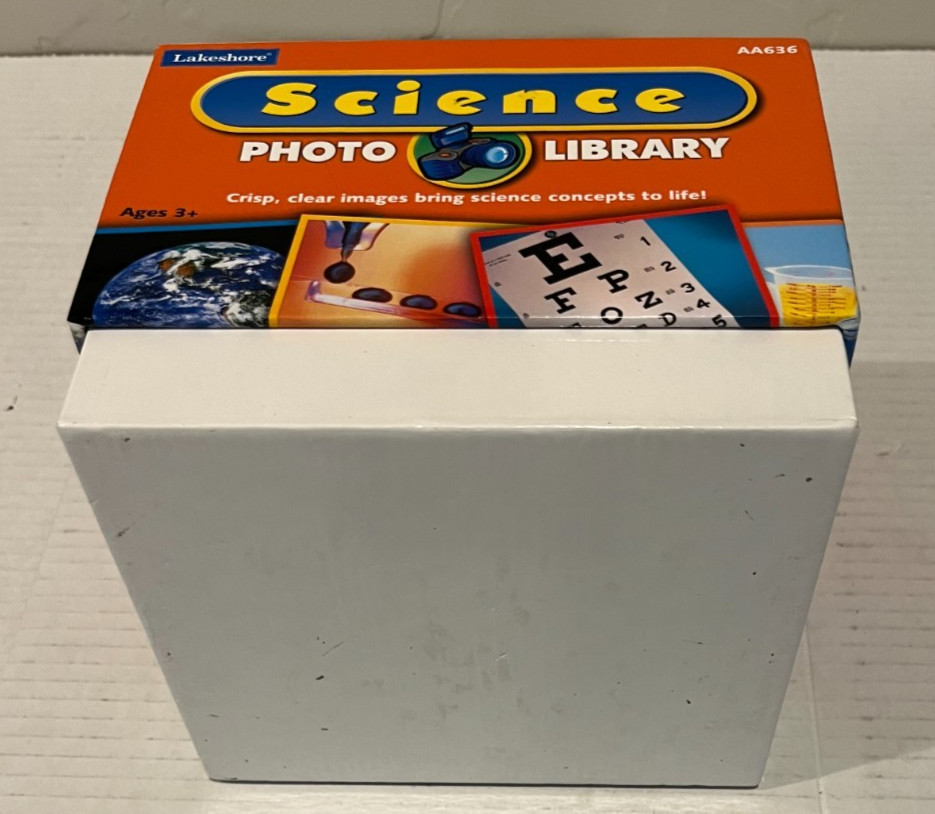 Lakeshore®
AA636
Science
PHOTO LIBRARY
Crisp, clear images bring science concepts to life!
Ages 3+
E
1
F P
2
T O Z
3
D
4
5